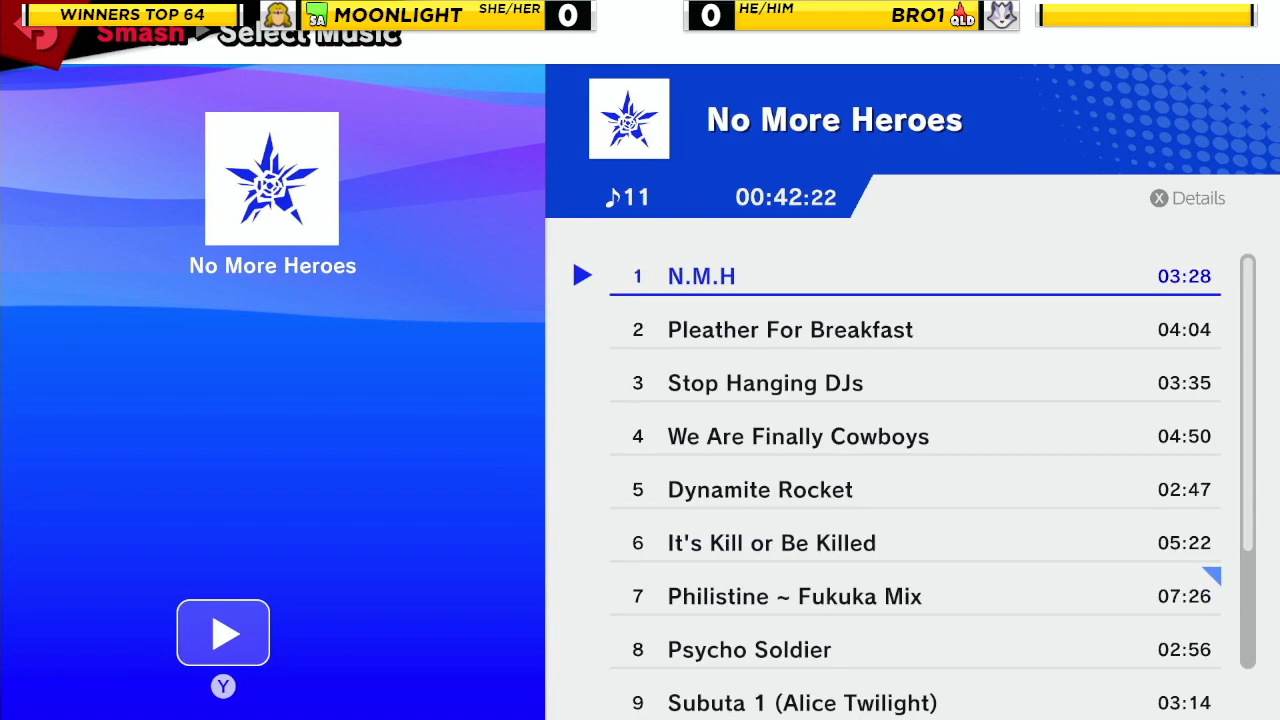 WINNERS TOP 64
SA MOONLIGHT SHE/HER 0
0 HE/HIM BRO1 QLD
Smash Select Music
No More Heroes
No More Heroes
♪11 00:42:22
X Details
1 N.M.H 03:28
2 Pleather For Breakfast 04:04
3 Stop Hanging DJs 03:35
4 We Are Finally Cowboys 04:50
5 Dynamite Rocket 02:47
6 It's Kill or Be Killed 05:22
7 Philistine ~ Fukuka Mix 07:26
8 Psycho Soldier 02:56
9 Subuta 1 (Alice Twilight) 03:14
Y